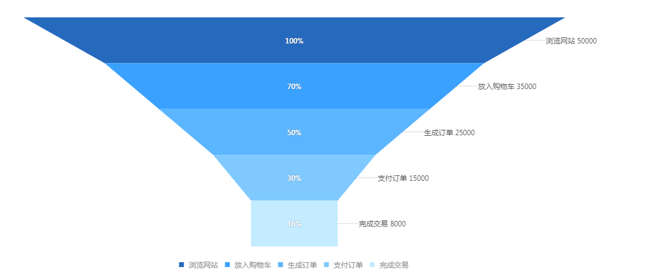 100%
浏览网站 50000
70%
放入购物车 35000
50%
生成订单 25000
30%
支付订单 15000
16%
完成交易 8000
浏览网站 放入购物车 生成订单 支付订单 完成交易